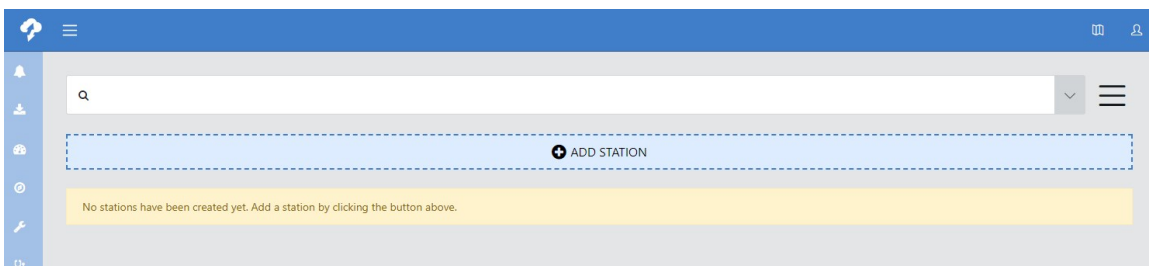 ADD STATION
No stations have been created yet. Add a station by clicking the button above.